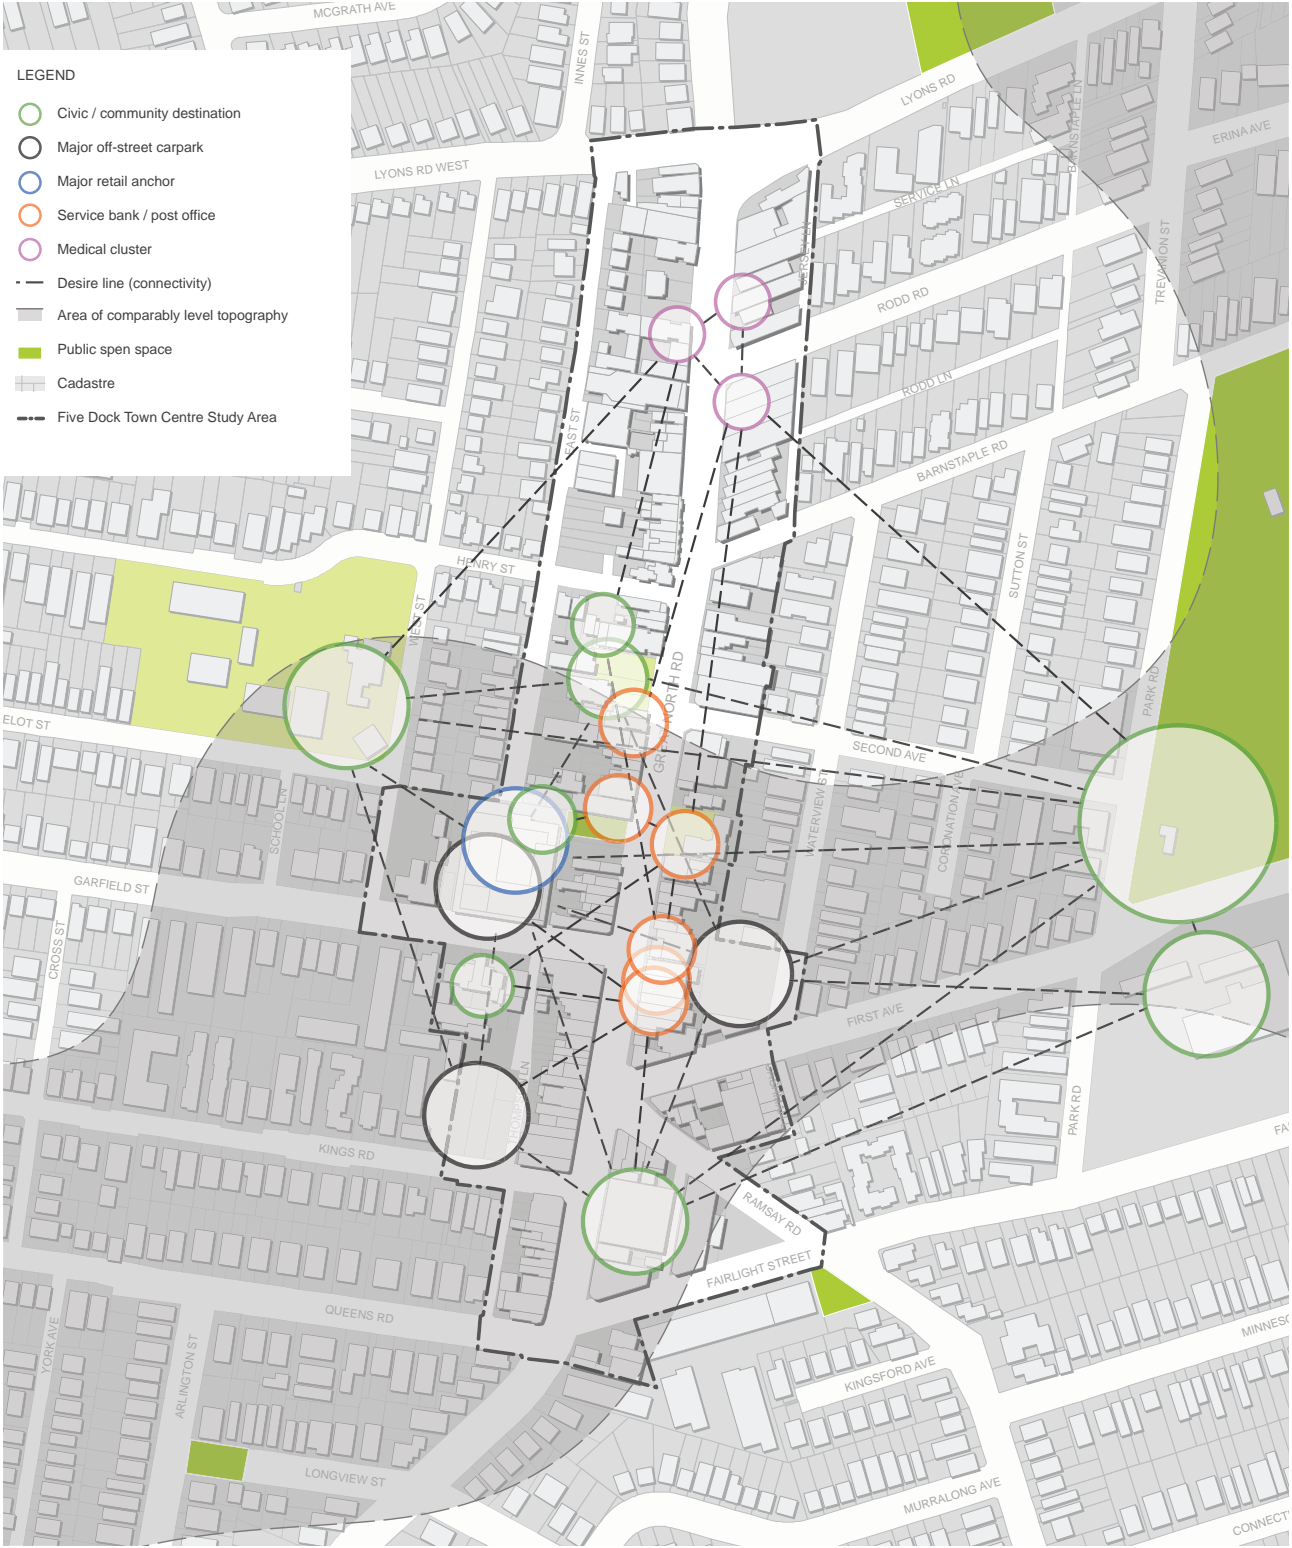 MCGRATH AVE
INNES ST
LYONS RD
BARNSTAPLE LN
ERINA AVE
LEGEND
Civic / community destination
Major off-street carpark
Major retail anchor
Service bank / post office
Medical cluster
Desire line (connectivity)
Area of comparably level topography
Public spen space
Cadastre
Five Dock Town Centre Study Area
LYONS RD WEST
SERVICE LN
JERSEY LN
TREVANION ST
RODD RD
RODD LN
EAST ST
BARNSTAPLE RD
HENRY ST
SUTTON ST
WEST ST
NORTH RD
PARK RD
ELOT ST
SECOND AVE
SCHOOL LN
WATERVIEW ST
CORONATION AVE
GARFIELD ST
CROSS ST
FIRST AVE
KINGS RD
PARK RD
FA
RAMSAY RD
FAIRLIGHT STREET
QUEENS RD
YORK AVE
ARLINGTON ST
MINNESO
KINGSFORD AVE
LONGVIEW ST
MURRALONG AVE
CONNECT